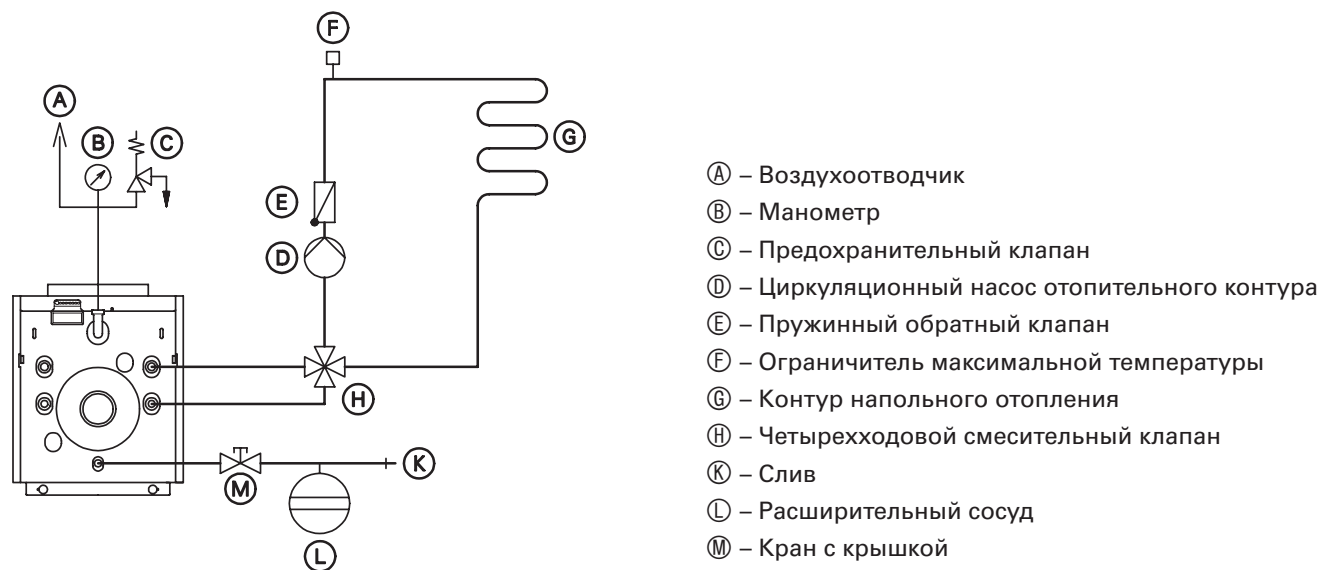 F
A
B
C
G
E
D
H
K
M
L
Ⓐ – Воздухоотводчик
Ⓑ – Манометр
Ⓒ – Предохранительный клапан
Ⓓ – Циркуляционный насос отопительного контура
Ⓔ – Пружинный обратный клапан
Ⓕ – Ограничитель максимальной температуры
Ⓖ – Контур напольного отопления
Ⓗ – Четырехходовой смесительный клапан
Ⓚ – Слив
Ⓛ – Расширительный сосуд
Ⓜ – Кран с крышкой